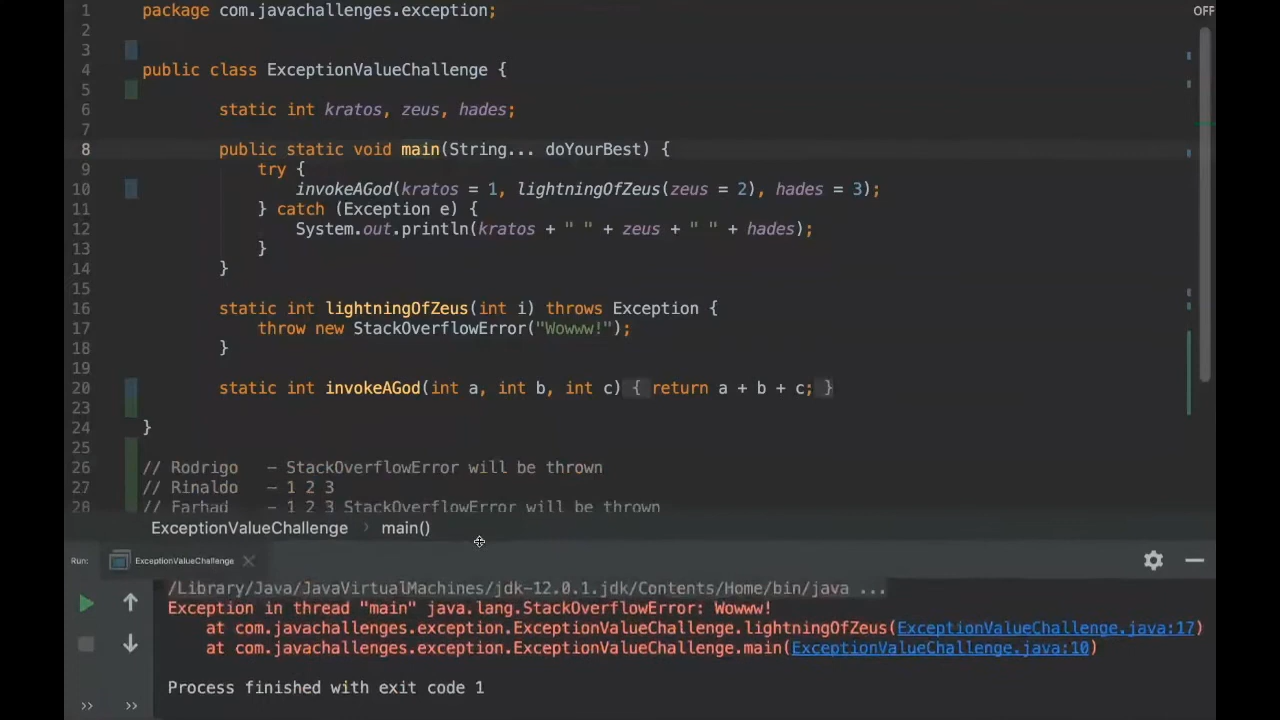 OFF
1 package com.javachallenges.exception;
2
3
4 public class ExceptionValueChallenge {
5
6 static int kratos, zeus, hades;
7
8 public static void main(String... doYourBest) {
9 try {
10 invokeAGod(kratos = 1, lightningOfZeus(zeus = 2), hades = 3);
11 } catch (Exception e) {
12 System.out.println(kratos + " " + zeus + " " + hades);
13 }
14 }
15
16 static int lightningOfZeus(int i) throws Exception {
17 throw new StackOverflowError("Wowww!");
18 }
19
20 static int invokeAGod(int a, int b, int c) { return a + b + c; }
23
24 }
25
26 // Rodrigo - StackOverflowError will be thrown
27 // Rinaldo - 1 2 3
28 // Farhad - 1 2 3 StackOverflowError will be thrown
ExceptionValueChallenge › main()
Run: ExceptionValueChallenge
/Library/Java/JavaVirtualMachines/jdk-12.0.1.jdk/Contents/Home/bin/java ...
Exception in thread "main" java.lang.StackOverflowError: Wowww!
at com.javachallenges.exception.ExceptionValueChallenge.lightningOfZeus(ExceptionValueChallenge.java:17)
at com.javachallenges.exception.ExceptionValueChallenge.main(ExceptionValueChallenge.java:10)
Process finished with exit code 1